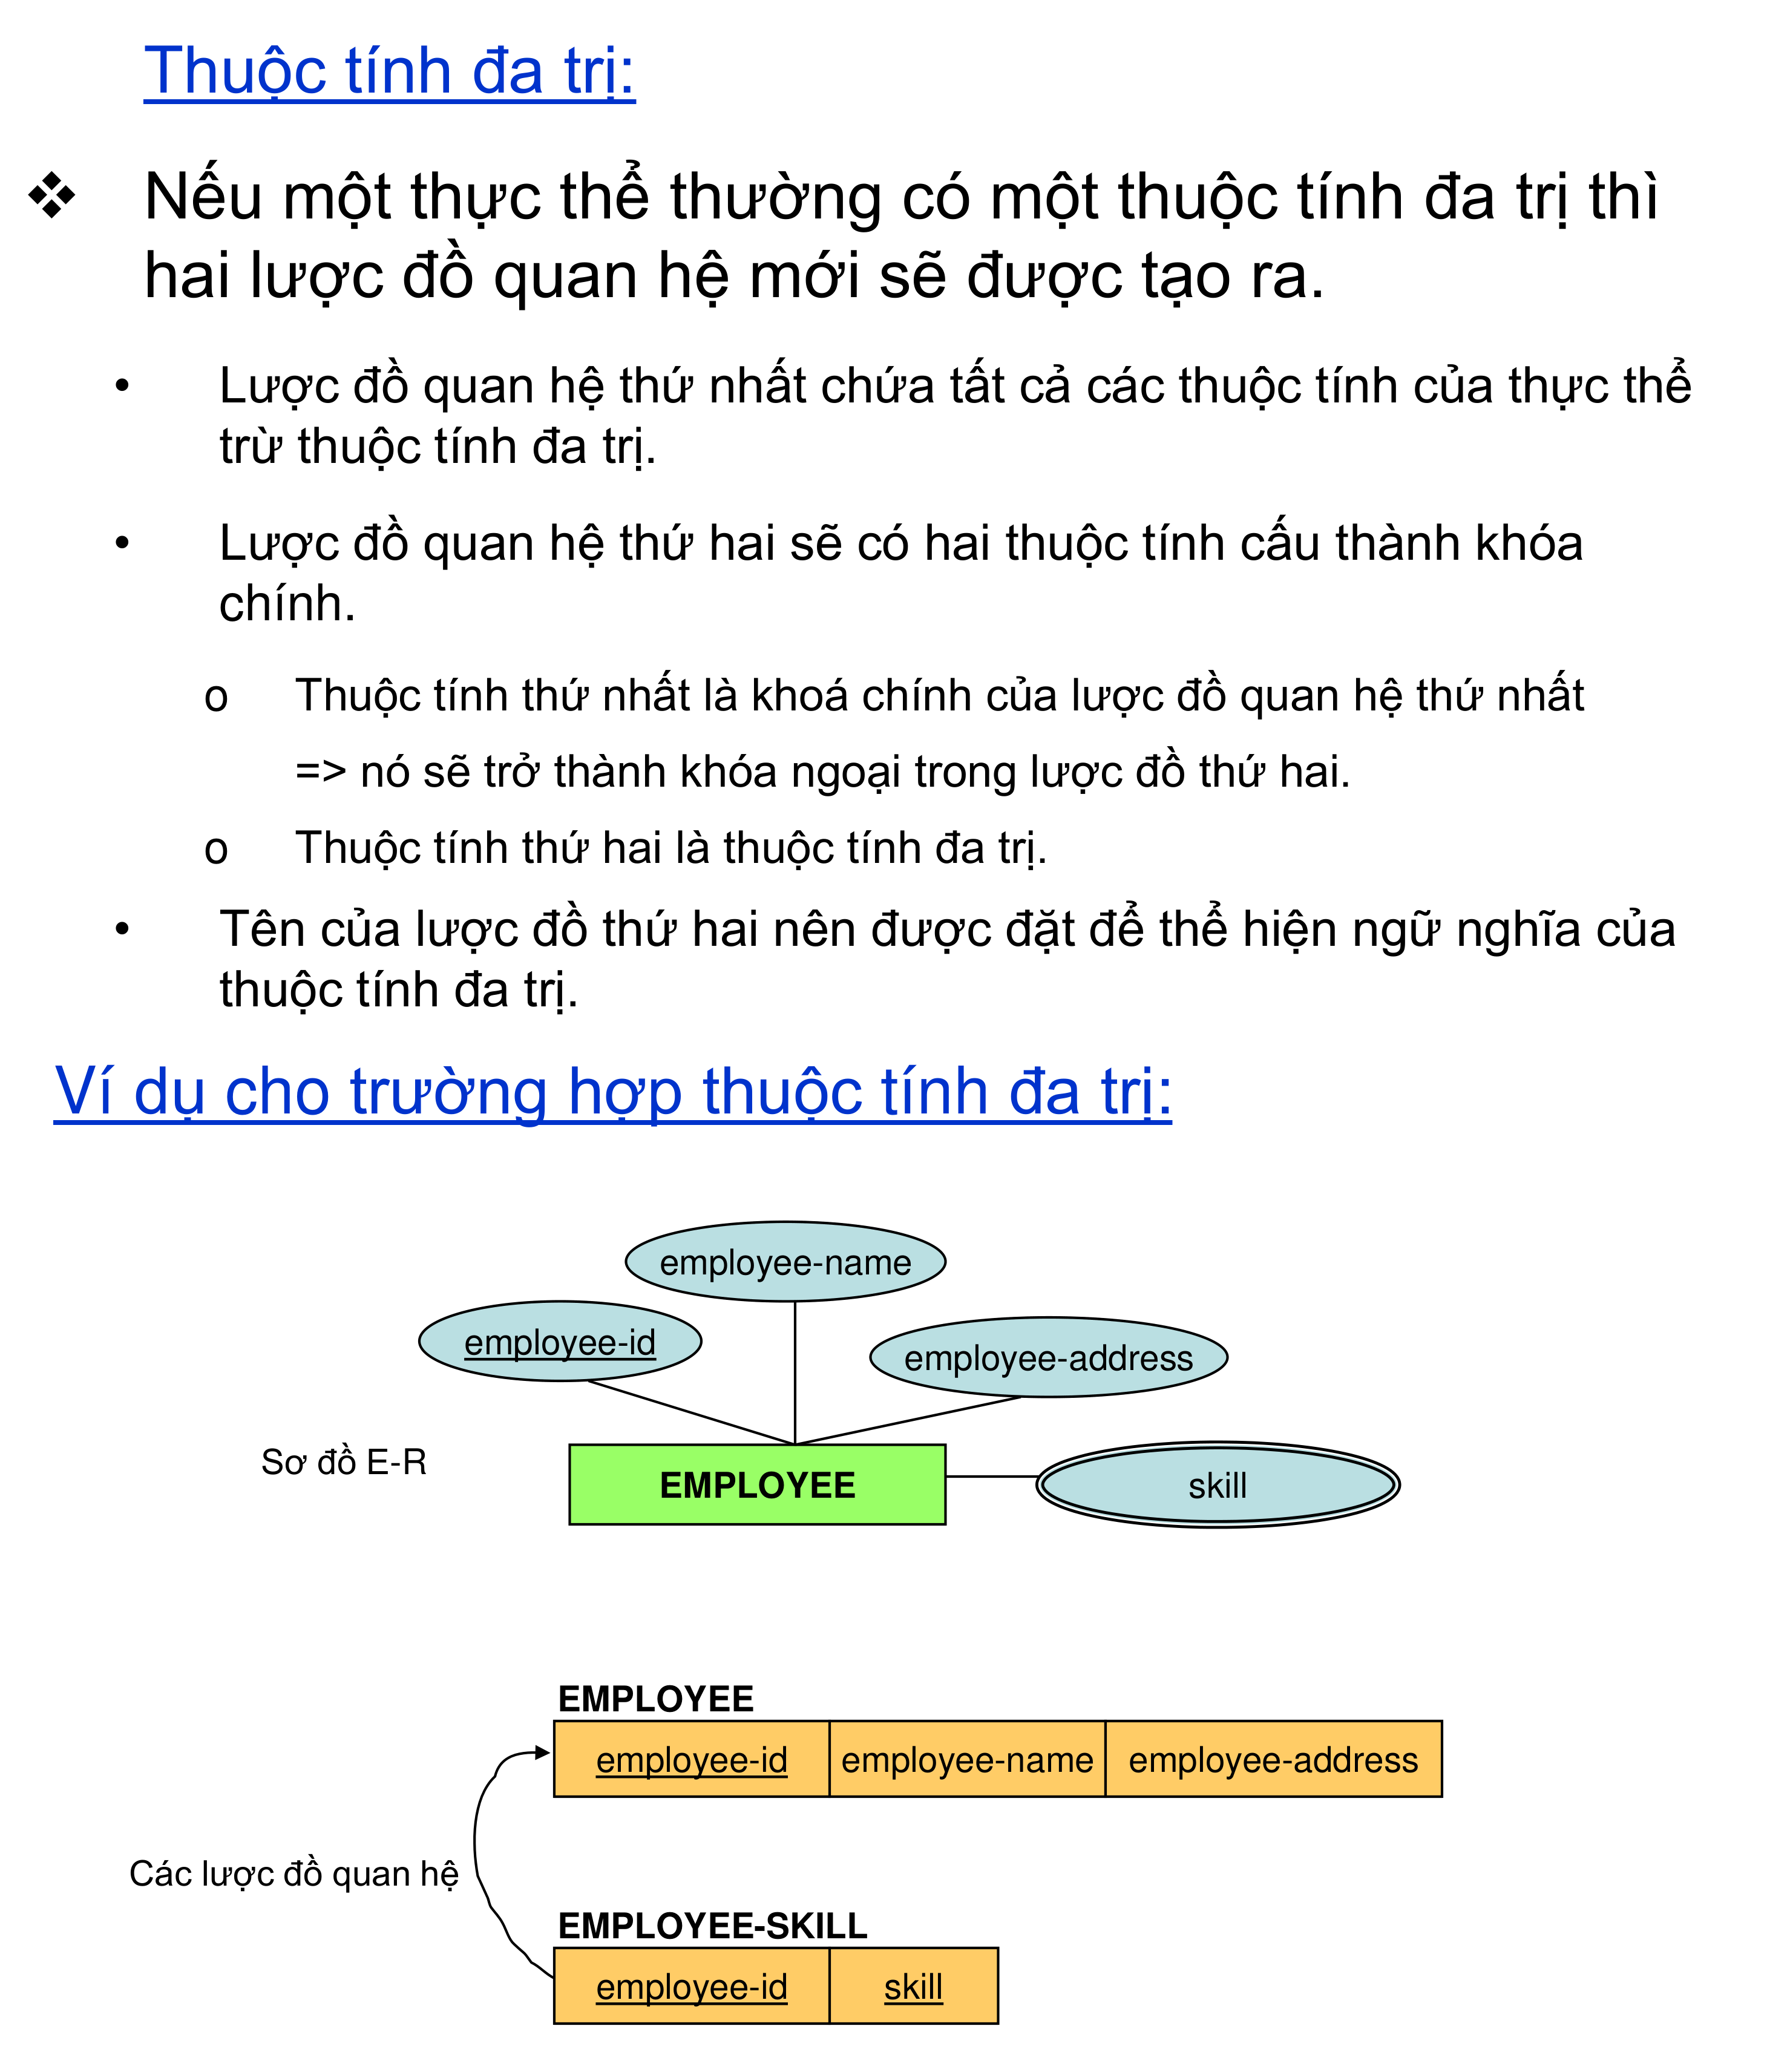 Thuộc tính đa trị:
❖ Nếu một thực thể thường có một thuộc tính đa trị thì
hai lược đồ quan hệ mới sẽ được tạo ra.
• Lược đồ quan hệ thứ nhất chứa tất cả các thuộc tính của thực thể
trừ thuộc tính đa trị.
• Lược đồ quan hệ thứ hai sẽ có hai thuộc tính cấu thành khóa
chính.
o Thuộc tính thứ nhất là khoá chính của lược đồ quan hệ thứ nhất
=> nó sẽ trở thành khóa ngoại trong lược đồ thứ hai.
o Thuộc tính thứ hai là thuộc tính đa trị.
• Tên của lược đồ thứ hai nên được đặt để thể hiện ngữ nghĩa của
thuộc tính đa trị.
Ví dụ cho trường hợp thuộc tính đa trị:
employee-name
employee-id
employee-address
Sơ đồ E-R
EMPLOYEE
skill
EMPLOYEE
employee-id employee-name employee-address
Các lược đồ quan hệ
EMPLOYEE-SKILL
employee-id skill